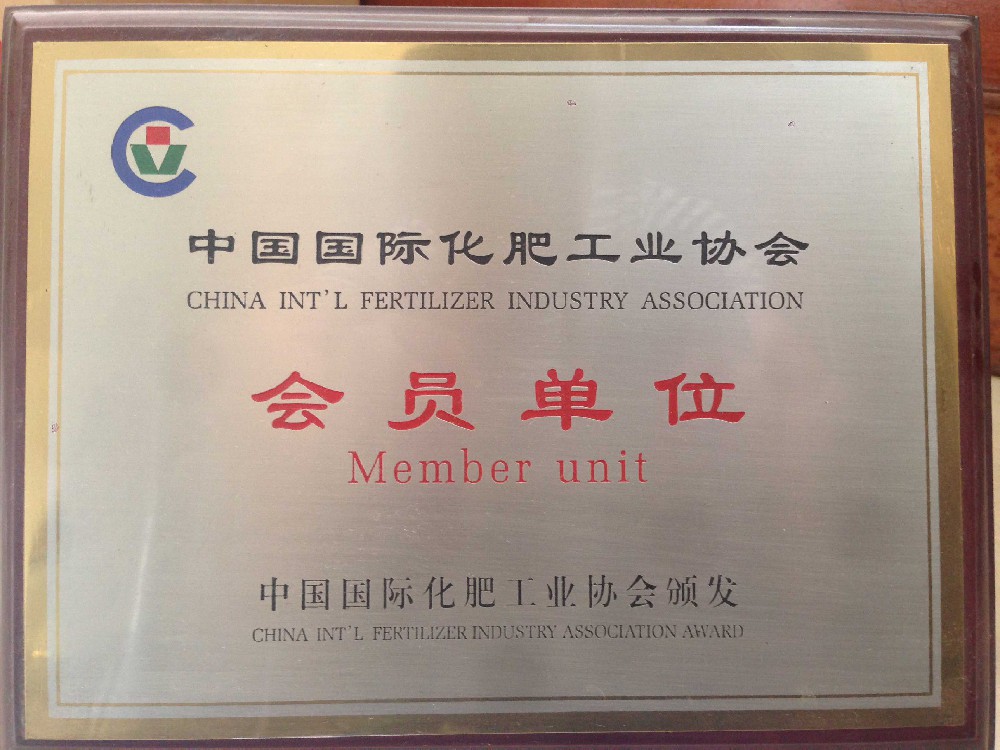 中国国际化肥工业协会
CHINA INT'L FERTILIZER INDUSTRY ASSOCIATION
会员单位
Member unit
中国国际化肥工业协会颁发
CHINA INT'L FERTILIZER INDUSTRY ASSOCIATION AWARD